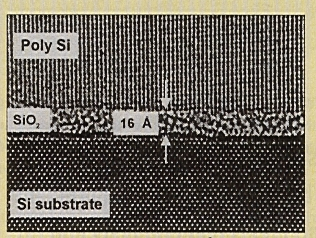 Poly Si
SiO₂
16 Å
Si substrate